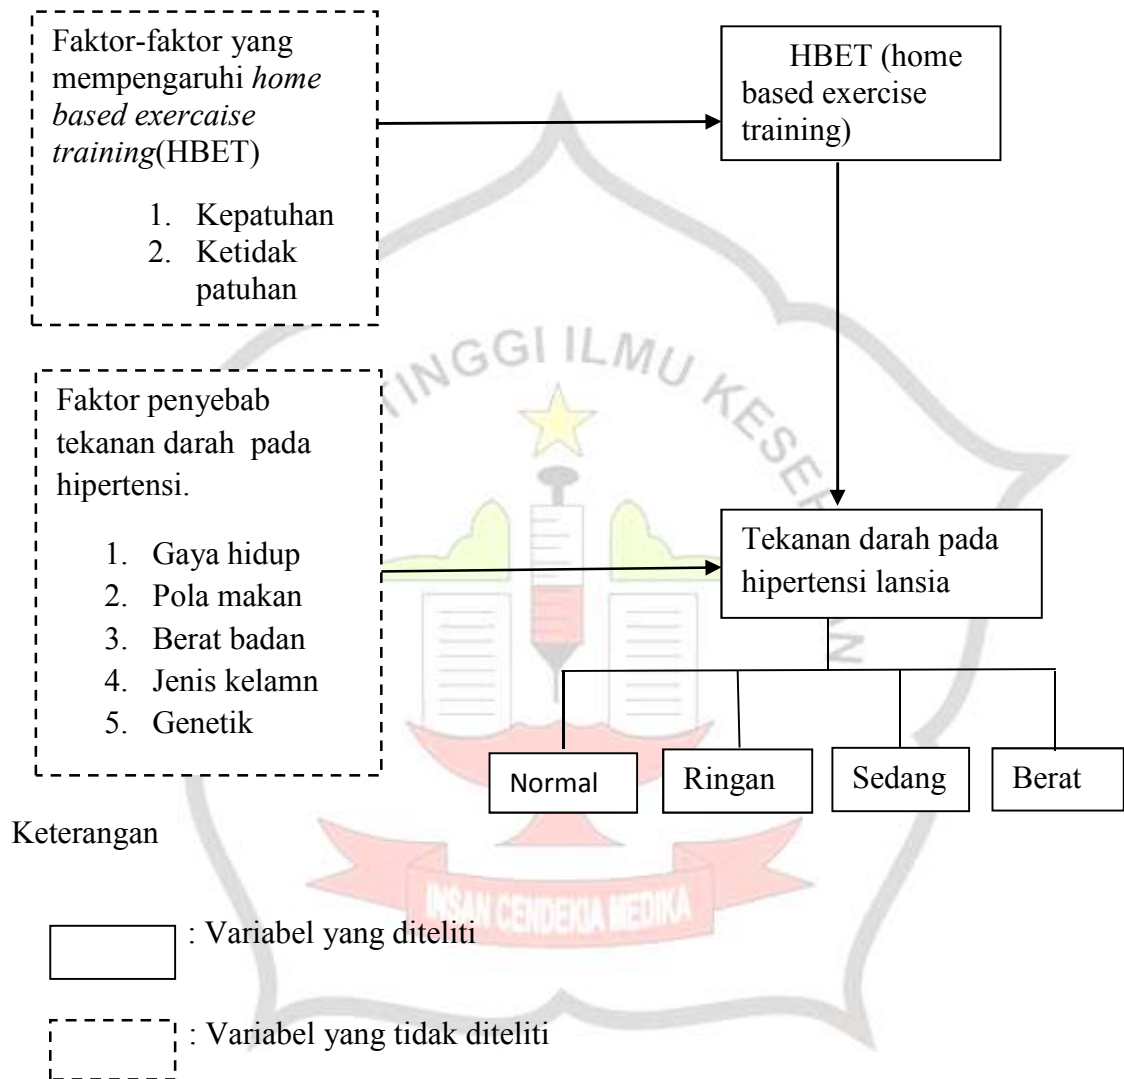 Faktor-faktor yang
mempengaruhi home
based exercaise
training(HBET)
1. Kepatuhan
2. Ketidak
patuhan
HBET (home
based exercise
training)
Faktor penyebab
tekanan darah pada
hipertensi.
1. Gaya hidup
2. Pola makan
3. Berat badan
4. Jenis kelamn
5. Genetik
Tekanan darah pada
hipertensi lansia
Normal
Ringan
Sedang
Berat
Keterangan
: Variabel yang diteliti
: Variabel yang tidak diteliti
TINGGI ILMU
INSAN CENDEKIA MEDIKA